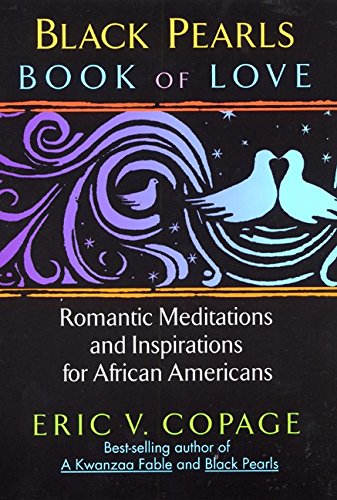 BLACK PEARLS
BOOK OF LOVE
Romantic Meditations
and Inspirations
for African Americans
ERIC V. COPAGE
Best-selling author of
A Kwanzaa Fable and Black Pearls